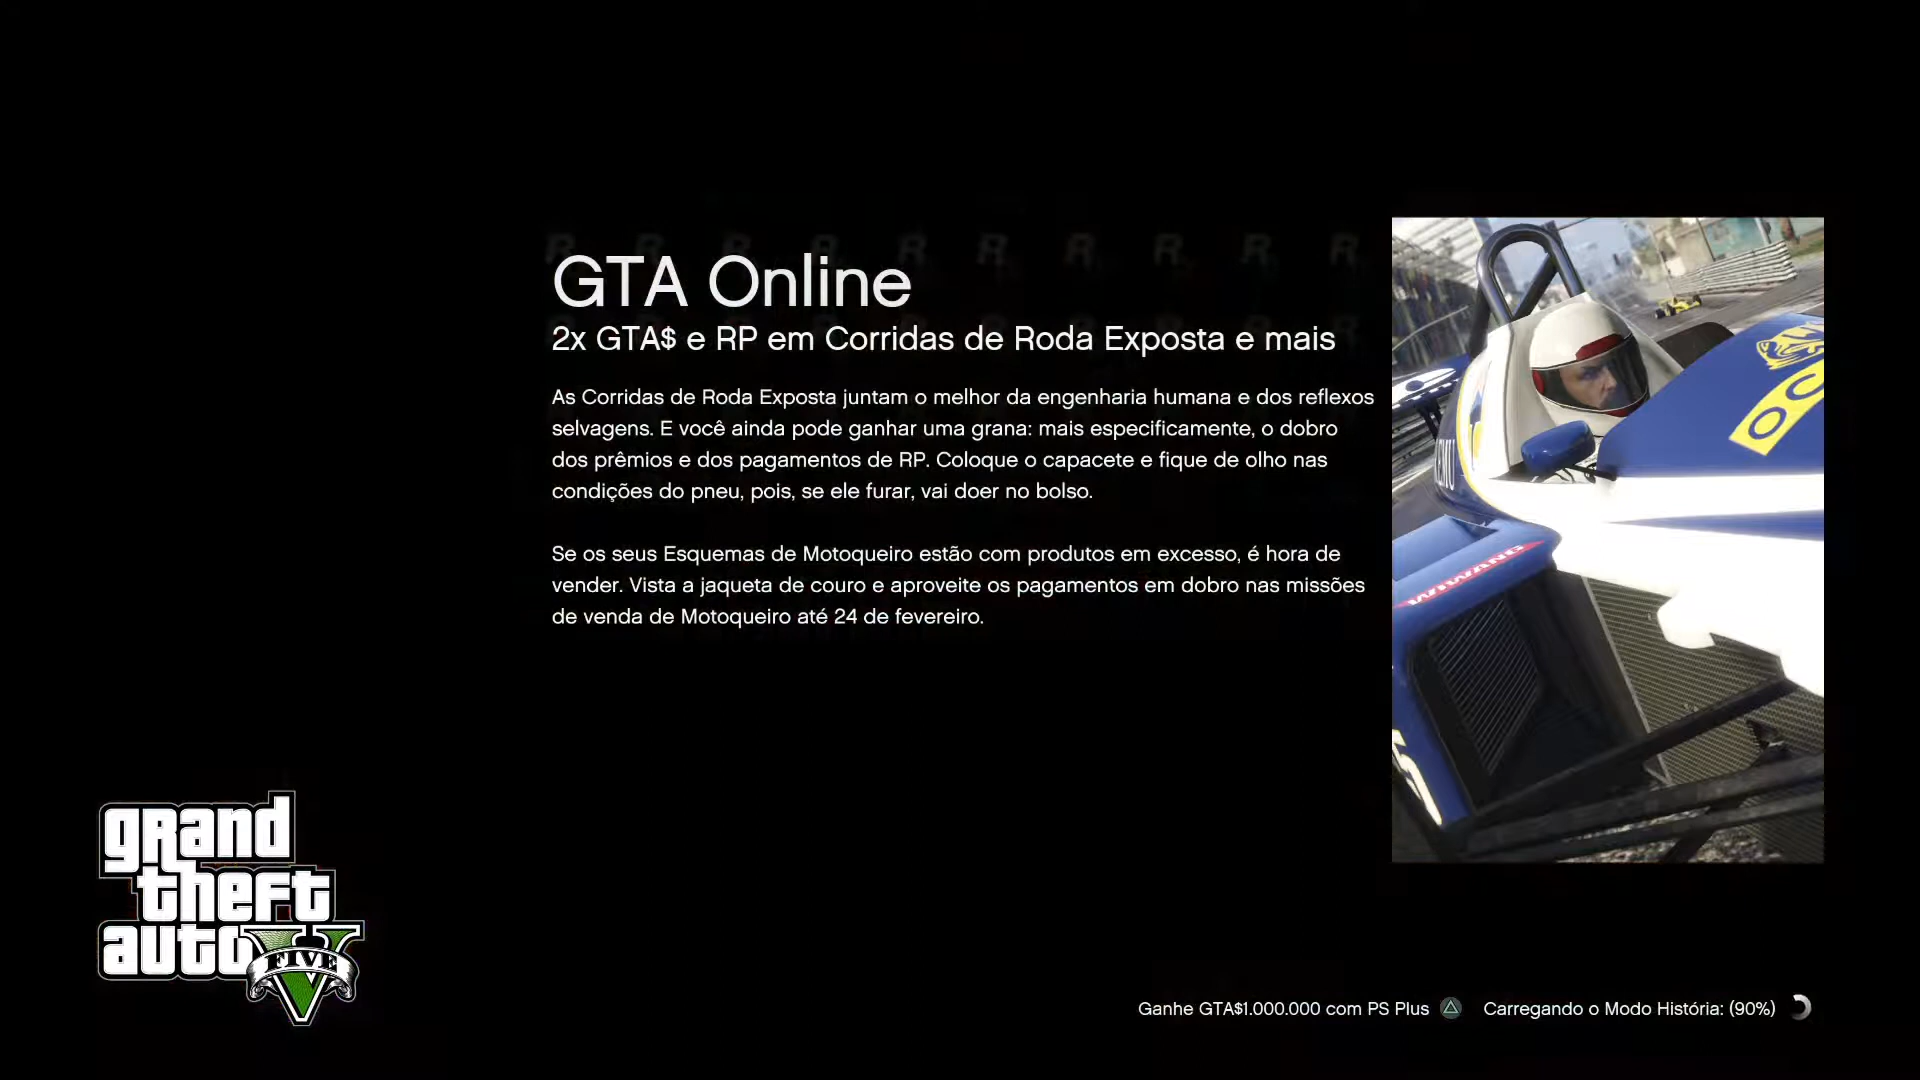 GTA Online
2x GTA$ e RP em Corridas de Roda Exposta e mais
As Corridas de Roda Exposta juntam o melhor da engenharia humana e dos reflexos
selvagens. E você ainda pode ganhar uma grana: mais especificamente, o dobro
dos prêmios e dos pagamentos de RP. Coloque o capacete e fique de olho nas
condições do pneu, pois, se ele furar, vai doer no bolso.
Se os seus Esquemas de Motoqueiro estão com produtos em excesso, é hora de
vender. Vista a jaqueta de couro e aproveite os pagamentos em dobro nas missões
de venda de Motoqueiro até 24 de fevereiro.
WIWANG
grand
theft
auto V
FIVE
Ganhe GTA$1.000.000 com PS Plus
Carregando o Modo História: (90%)